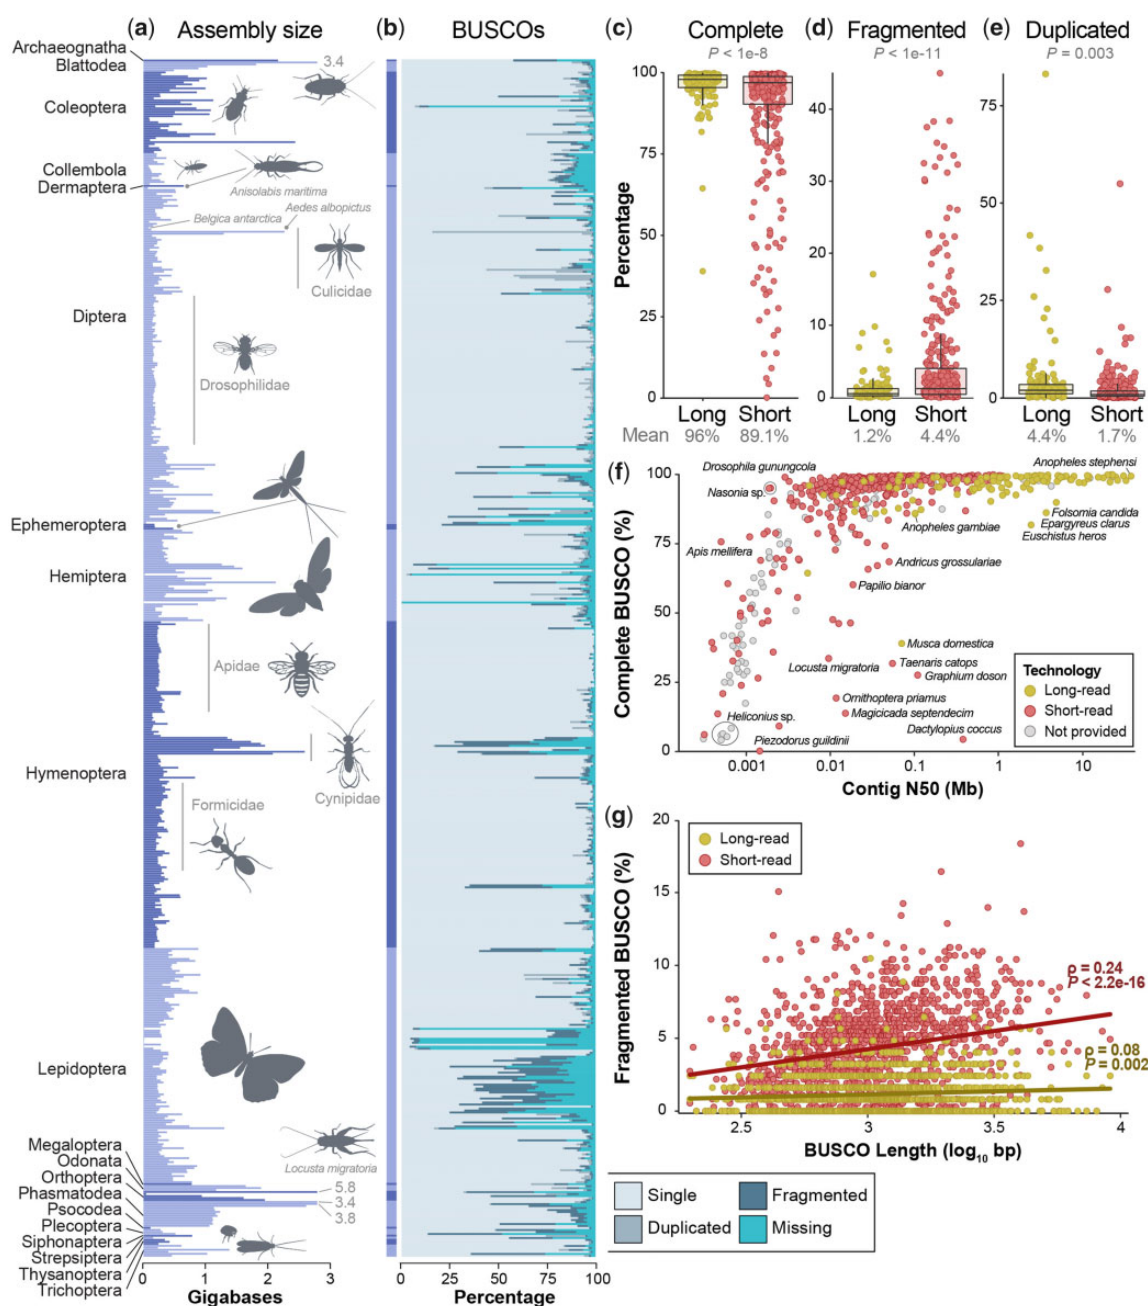 (a) Assembly size
(b) BUSCOs
(c) Complete
P < 1e-8
(d) Fragmented
P < 1e-11
(e) Duplicated
P = 0.003
Archaeognatha
Blattodea
Coleoptera
Collembola
Dermaptera
Diptera
Ephemeroptera
Hemiptera
Hymenoptera
Lepidoptera
Megaloptera
Odonata
Orthoptera
Phasmatodea
Psocodea
Plecoptera
Siphonaptera
Strepsiptera
Thysanoptera
Trichoptera
3.4
Anisolabis maritima
Belgica antarctica
Aedes albopictus
Culicidae
Drosophilidae
Apidae
Cynipidae
Formicidae
Locusta migratoria
5.8
3.4
3.8
0 1 2 3
Gigabases
0 25 50 75 100
Percentage
Percentage
100
75
50
25
0
Long Short
Mean 96% 89.1%
40
30
20
10
0
Long Short
1.2% 4.4%
75
50
25
0
Long Short
4.4% 1.7%
(f)
Complete BUSCO (%)
100
75
50
25
0
Drosophila gunungcola
Anopheles stephensi
Nasonia sp.
Folsomia candida
Anopheles gambiae
Epargyreus clarus
Euschistus heros
Apis mellifera
Andricus grossulariae
Papilio bianor
Musca domestica
Locusta migratoria
Taenaris catops
Graphium doson
Ornithoptera priamus
Heliconius sp.
Magicicada septendecim
Dactylopius coccus
Piezodorus guildinii
Technology
Long-read
Short-read
Not provided
0.001 0.01 0.1 1 10
Contig N50 (Mb)
(g)
Fragmented BUSCO (%)
20
15
10
5
0
Long-read
Short-read
ρ = 0.24
P < 2.2e-16
ρ = 0.08
P = 0.002
2.5 3 3.5 4
BUSCO Length (log10 bp)
Single
Fragmented
Duplicated
Missing